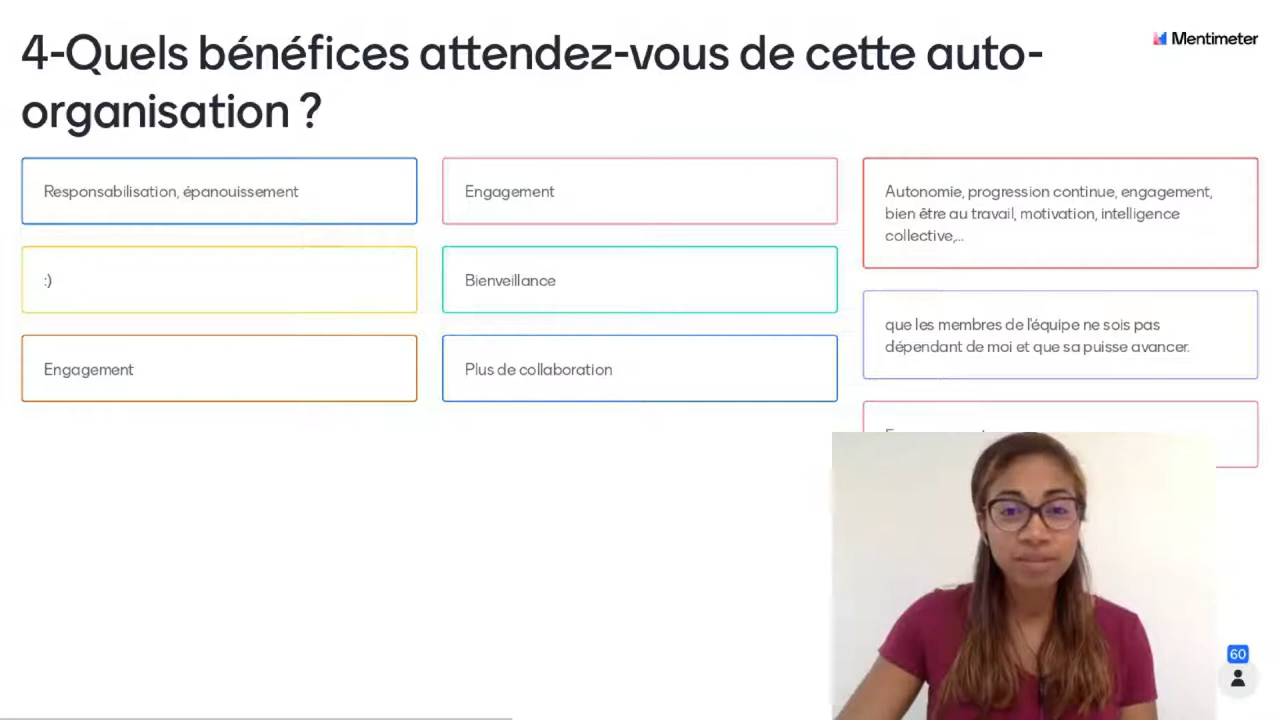 4-Quels bénéfices attendez-vous de cette auto-
organisation ?
Mentimeter
Responsabilisation, épanouissement
:)
Engagement
Engagement
Bienveillance
Plus de collaboration
Autonomie, progression continue, engagement,
bien être au travail, motivation, intelligence
collective,...
que les membres de l'équipe ne sois pas
dépendant de moi et que sa puisse avancer.
60